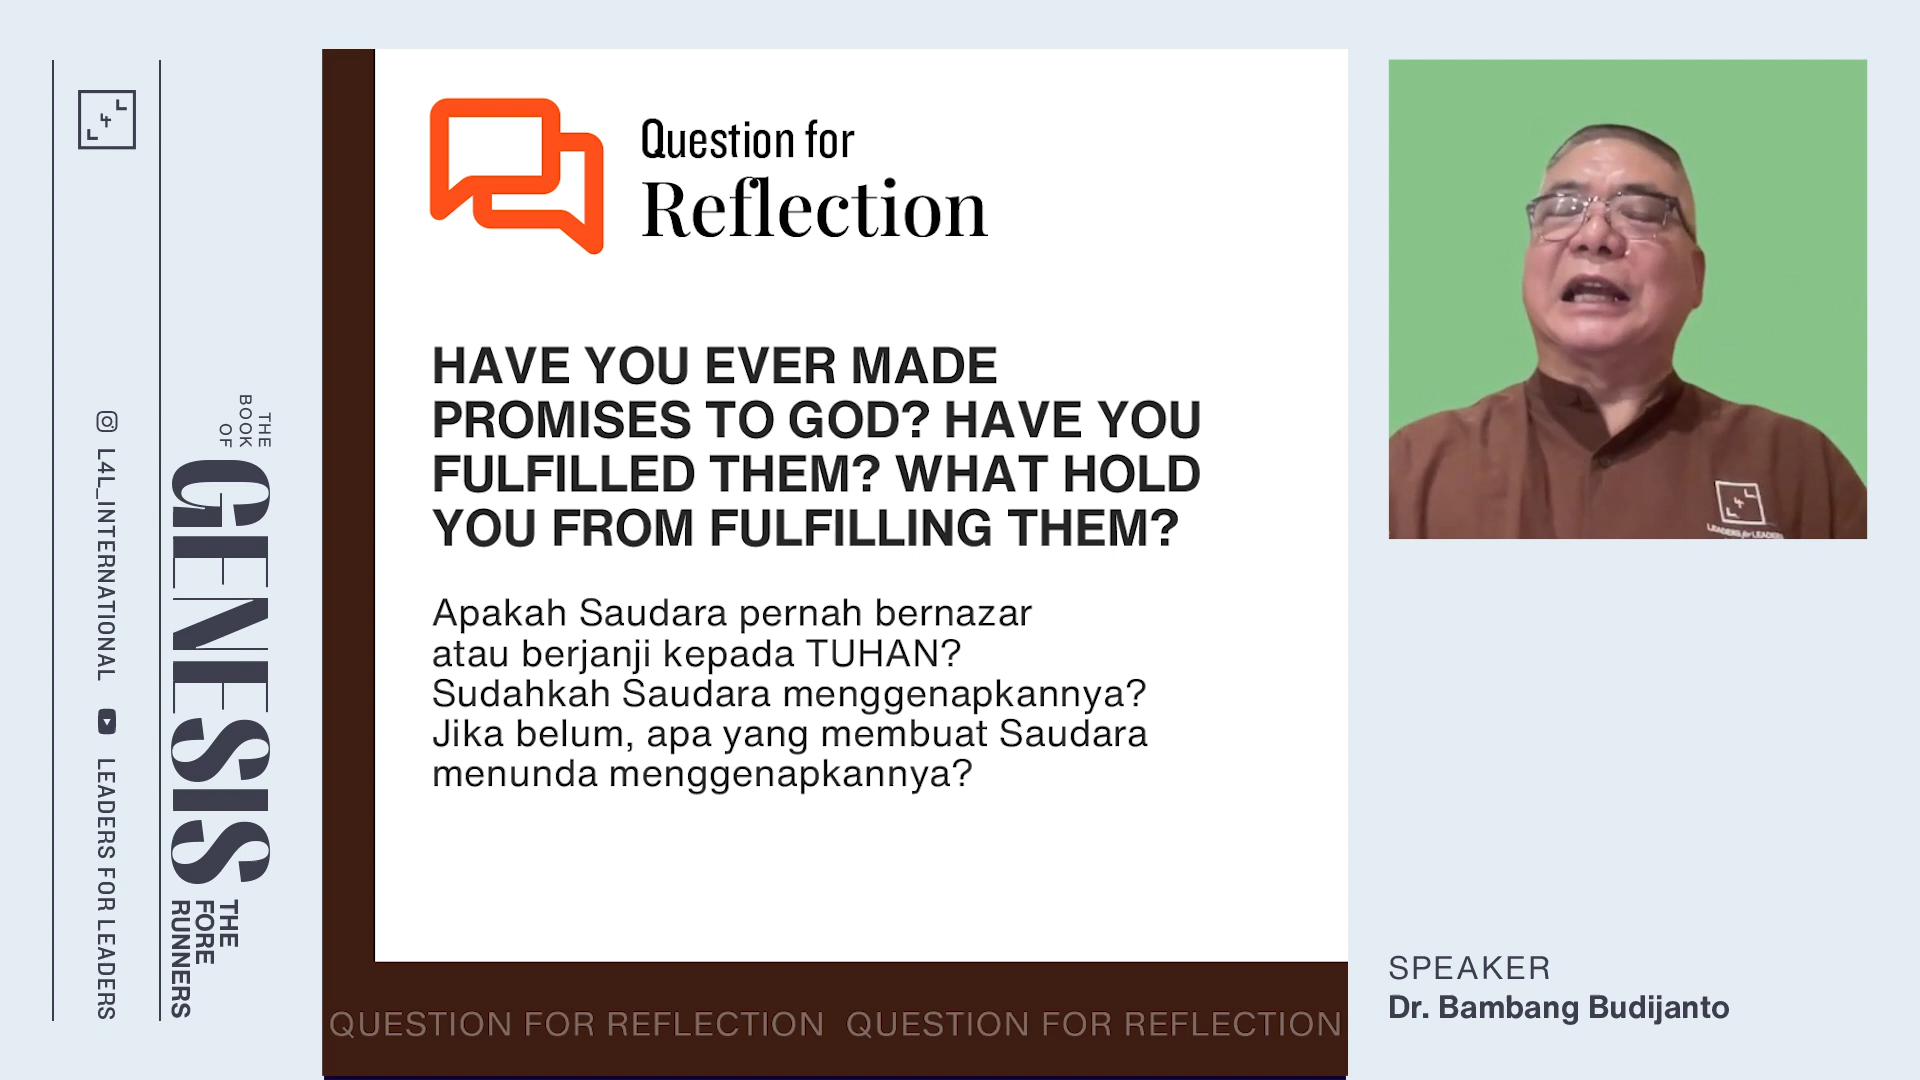 THE
BOOK
OF
GENESIS
THE
FORE
RUNNERS
L4L_INTERNATIONAL
LEADERS FOR LEADERS
Question for
Reflection
HAVE YOU EVER MADE
PROMISES TO GOD? HAVE YOU
FULFILLED THEM? WHAT HOLD
YOU FROM FULFILLING THEM?
Apakah Saudara pernah bernazar
atau berjanji kepada TUHAN?
Sudahkah Saudara menggenapkannya?
Jika belum, apa yang membuat Saudara
menunda menggenapkannya?
QUESTION FOR REFLECTION QUESTION FOR REFLECTION
LEADERS for LEADERS
SPEAKER
Dr. Bambang Budijanto